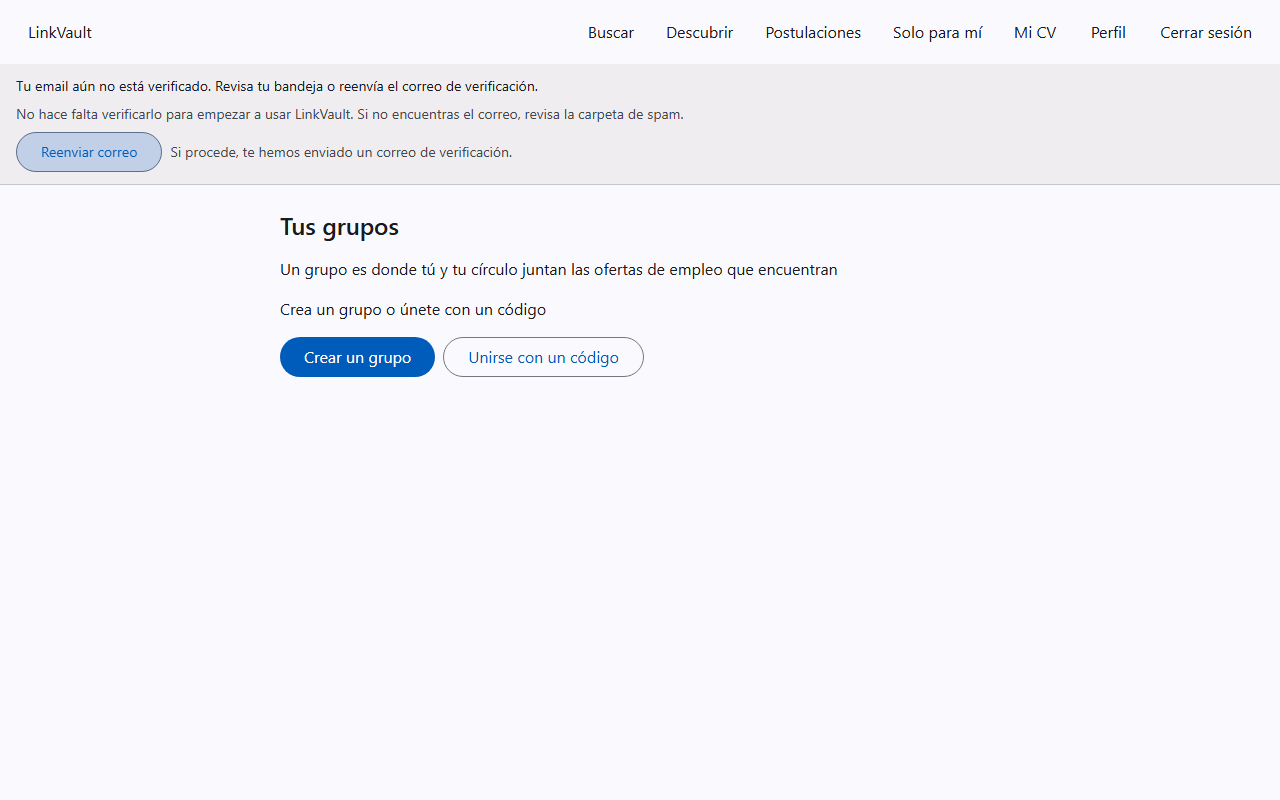 LinkVault
Buscar
Descubrir
Postulaciones
Solo para mí
Mi CV
Perfil
Cerrar sesión
Tu email aún no está verificado. Revisa tu bandeja o reenvía el correo de verificación.
No hace falta verificarlo para empezar a usar LinkVault. Si no encuentras el correo, revisa la carpeta de spam.
Reenviar correo
Si procede, te hemos enviado un correo de verificación.
Tus grupos
Un grupo es donde tú y tu círculo juntan las ofertas de empleo que encuentran
Crea un grupo o únete con un código
Crear un grupo
Unirse con un código